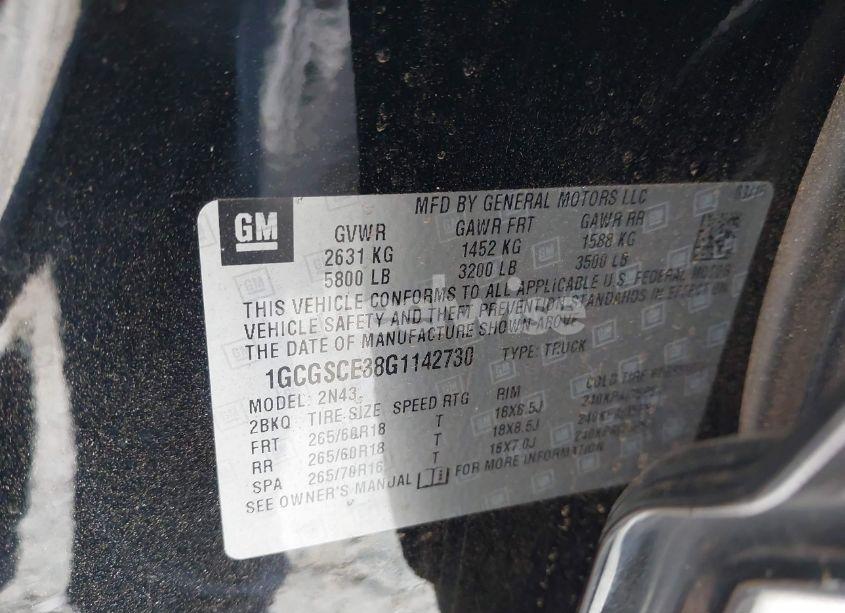 GM
MFD BY GENERAL MOTORS LLC
GVWR GAWR FRT GAWR RR
2631 KG 1452 KG 1588 KG
5800 LB 3200 LB 3500 LB
THIS VEHICLE CONFORMS TO ALL APPLICABLE U.S. FEDERAL MOTOR
VEHICLE SAFETY AND THEFT PREVENTION STANDARDS IN EFFECT ON
THE DATE OF MANUFACTURE SHOWN ABOVE
1GCGSCE38G1142730 TYPE: TRUCK
MODEL: 2N43 RIM COLD TIRE PRESSURE
2BKQ TIRE SIZE SPEED RTG
FRT 265/60R18 T 18X8.5J
RR 265/60R18 T 18X8.5J
SPA 265/70R16 T 16X7.0J
SEE OWNER'S MANUAL FOR MORE INFORMATION